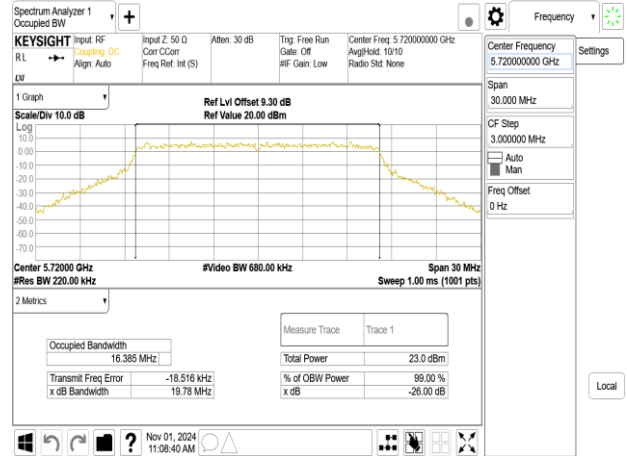 Spectrum Analyzer 1
Occupied BW
Frequency
KEYSIGHT
Input: RF
Coupling: DC
Align: Auto
Input Z: 50 Ω
Corr CCorr
Freq Ref: Int (S)
Atten: 30 dB
Trig: Free Run
Gate: Off
#IF Gain: Low
Center Freq: 5.720000000 GHz
Avg|Hold: 10/10
Radio Std: None
RL
LXI
Center Frequency
5.720000000 GHz
Settings
Span
30.000 MHz
CF Step
3.000000 MHz
Auto
Man
Freq Offset
0 Hz
Local
1 Graph
Scale/Div 10.0 dB
Ref Lvl Offset 9.30 dB
Ref Value 20.00 dBm
Log
10.0
0.00
-10.0
-20.0
-30.0
-40.0
-50.0
-60.0
-70.0
Center 5.72000 GHz
#Res BW 220.00 kHz
#Video BW 680.00 kHz
Span 30 MHz
Sweep 1.00 ms (1001 pts)
2 Metrics
Measure Trace
Trace 1
Occupied Bandwidth
16.385 MHz
Total Power
23.0 dBm
Transmit Freq Error
-18.516 kHz
% of OBW Power
99.00 %
x dB Bandwidth
19.78 MHz
x dB
-26.00 dB
Nov 01, 2024
11:08:40 AM